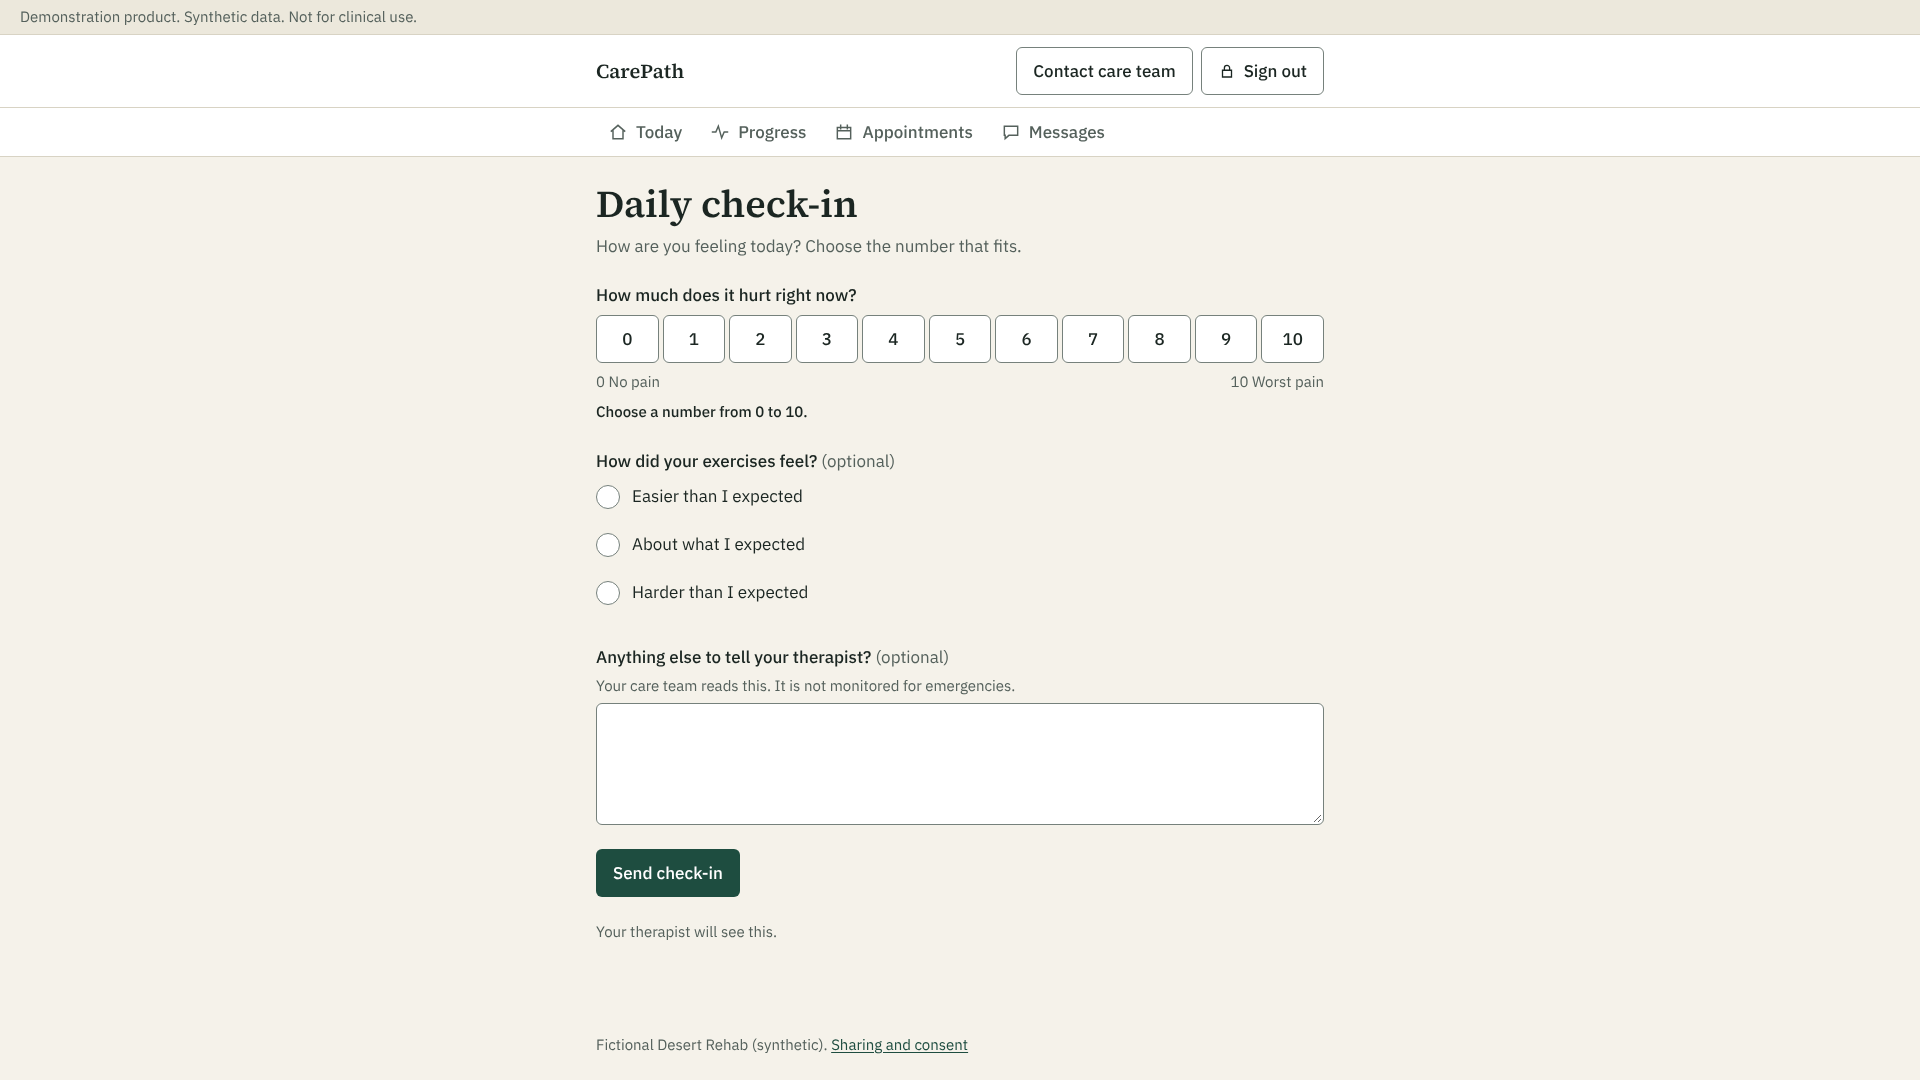 Demonstration product. Synthetic data. Not for clinical use.
CarePath
Contact care team
Sign out
Today
Progress
Appointments
Messages
Daily check-in
How are you feeling today? Choose the number that fits.
How much does it hurt right now?
0 1 2 3 4 5 6 7 8 9 10
0 No pain
10 Worst pain
Choose a number from 0 to 10.
How did your exercises feel? (optional)
Easier than I expected
About what I expected
Harder than I expected
Anything else to tell your therapist? (optional)
Your care team reads this. It is not monitored for emergencies.
Send check-in
Your therapist will see this.
Fictional Desert Rehab (synthetic). Sharing and consent